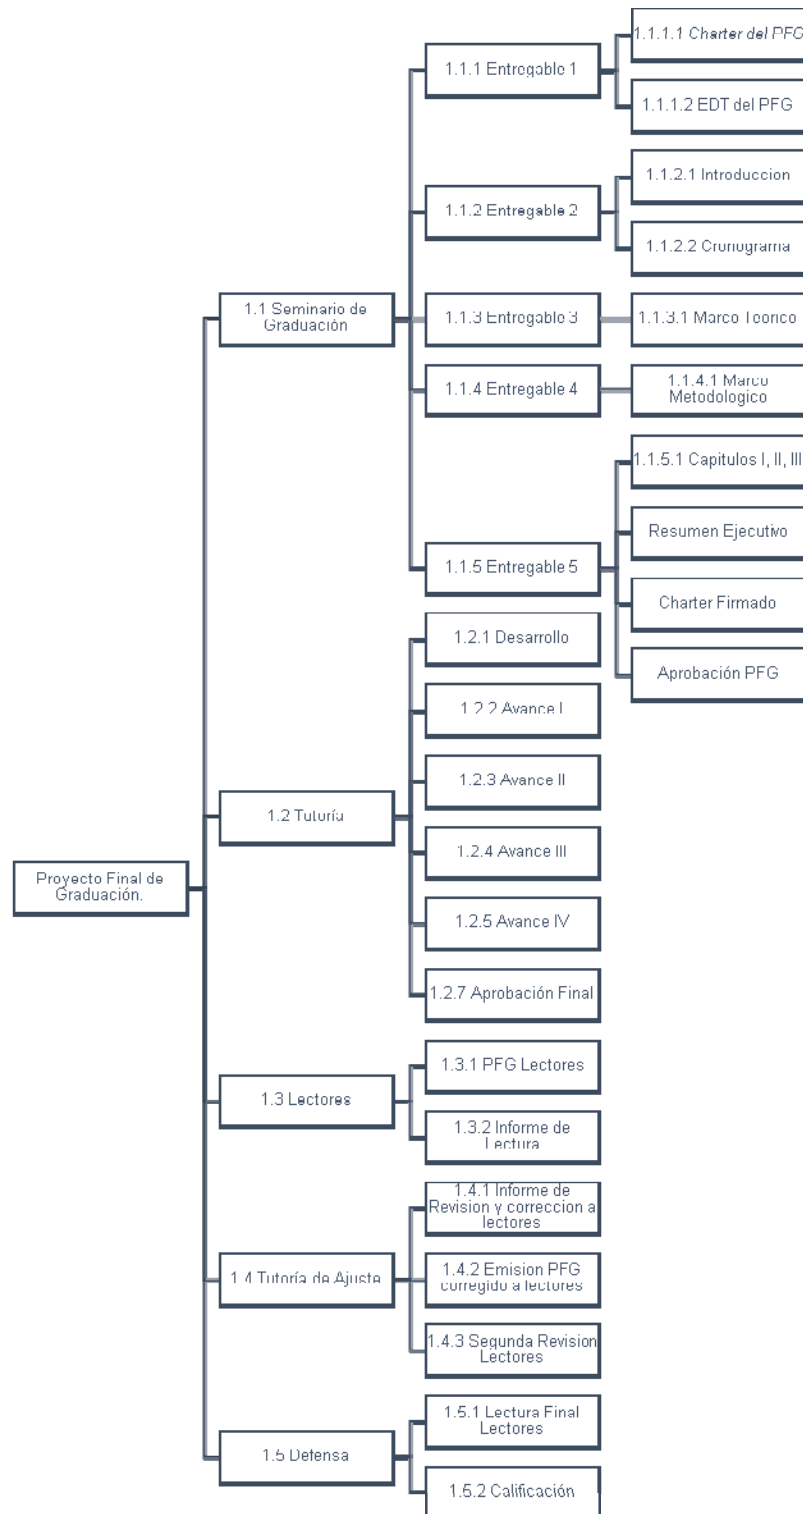 Proyecto Final de
Graduación.
1.1 Seminario de
Graduación
1.1.1 Entregable 1
1.1.1.1 Charter del PFG
1.1.1.2 EDT del PFG
1.1.2 Entregable 2
1.1.2.1 Introduccion
1.1.2.2 Cronograma
1.1.3 Entregable 3
1.1.3.1 Marco Teorico
1.1.4 Entregable 4
1.1.4.1 Marco
Metodologico
1.1.5 Entregable 5
1.1.5.1 Capitulos I, II, III
Resumen Ejecutivo
Charter Firmado
Aprobación PFG
1.2 Tutoría
1.2.1 Desarrollo
1.2.2 Avance I
1.2.3 Avance II
1.2.4 Avance III
1.2.5 Avance IV
1.2.7 Aprobación Final
1.3 Lectores
1.3.1 PFG Lectores
1.3.2 Informe de
Lectura
1.4 Tutoría de Ajuste
1.4.1 Informe de
Revision y correccion a
lectores
1.4.2 Emision PFG
corregido a lectores
1.4.3 Segunda Revision
Lectores
1.5 Defensa
1.5.1 Lectura Final
Lectores
1.5.2 Calificación